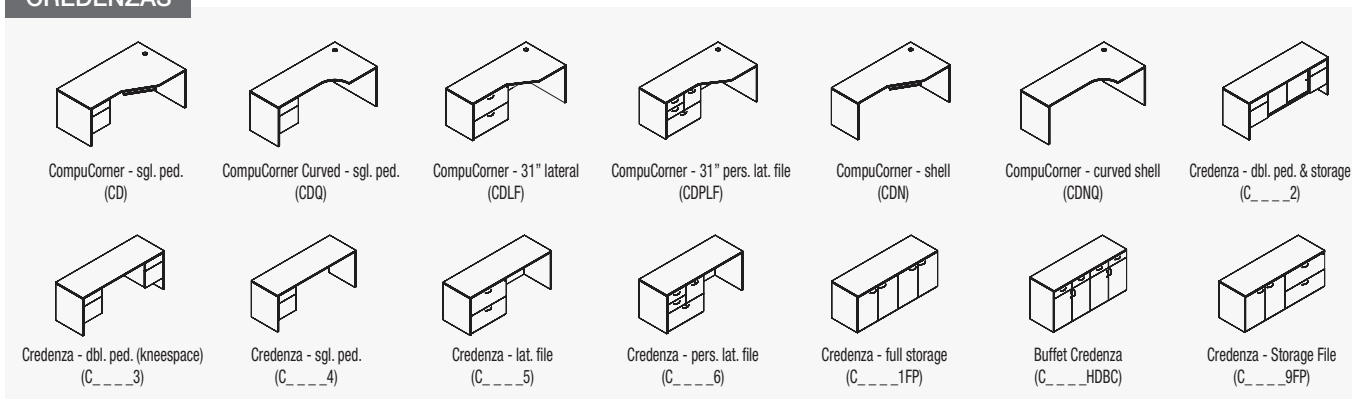 CREDENZAS
CompuCorner - sgl. ped.
(CD)
CompuCorner Curved - sgl. ped.
(CDQ)
CompuCorner - 31" lateral
(CDLF)
CompuCorner - 31" pers. lat. file
(CDPLF)
CompuCorner - shell
(CDN)
CompuCorner - curved shell
(CDNQ)
Credenza - dbl. ped. & storage
(C_ _ _ _2)
Credenza - dbl. ped. (kneespace)
(C_ _ _ _3)
Credenza - sgl. ped.
(C_ _ _ _4)
Credenza - lat. file
(C_ _ _ _5)
Credenza - pers. lat. file
(C_ _ _ _6)
Credenza - full storage
(C_ _ _ _1FP)
Buffet Credenza
(C_ _ _ _HDBC)
Credenza - Storage File
(C_ _ _ _9FP)